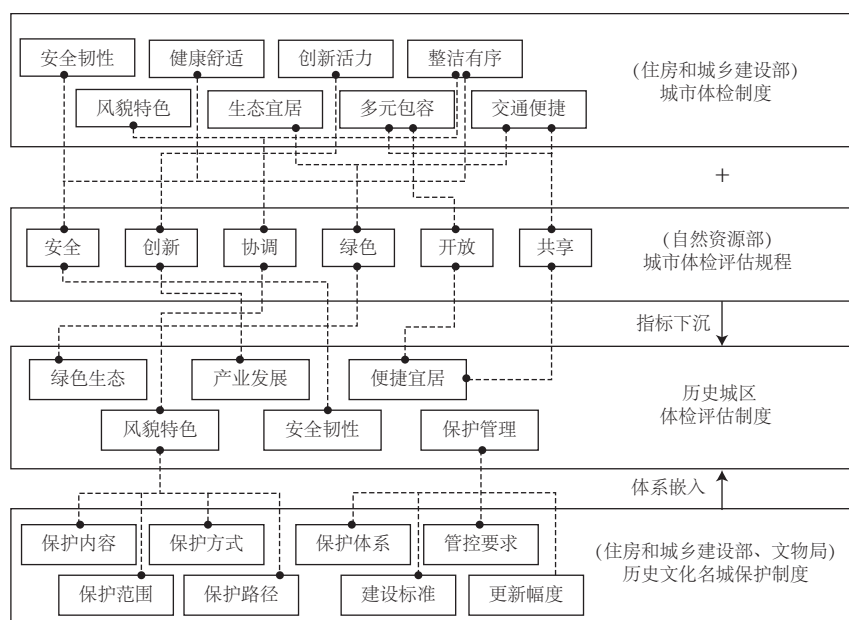 安全韧性
健康舒适
创新活力
整洁有序
风貌特色
生态宜居
多元包容
交通便捷
(住房和城乡建设部)
城市体检制度
+
安全
创新
协调
绿色
开放
共享
(自然资源部)
城市体检评估规程
指标下沉
绿色生态
产业发展
便捷宜居
风貌特色
安全韧性
保护管理
历史城区
体检评估制度
体系嵌入
保护内容
保护方式
保护体系
管控要求
保护范围
保护路径
建设标准
更新幅度
(住房和城乡建设部、文物局)
历史文化名城保护制度